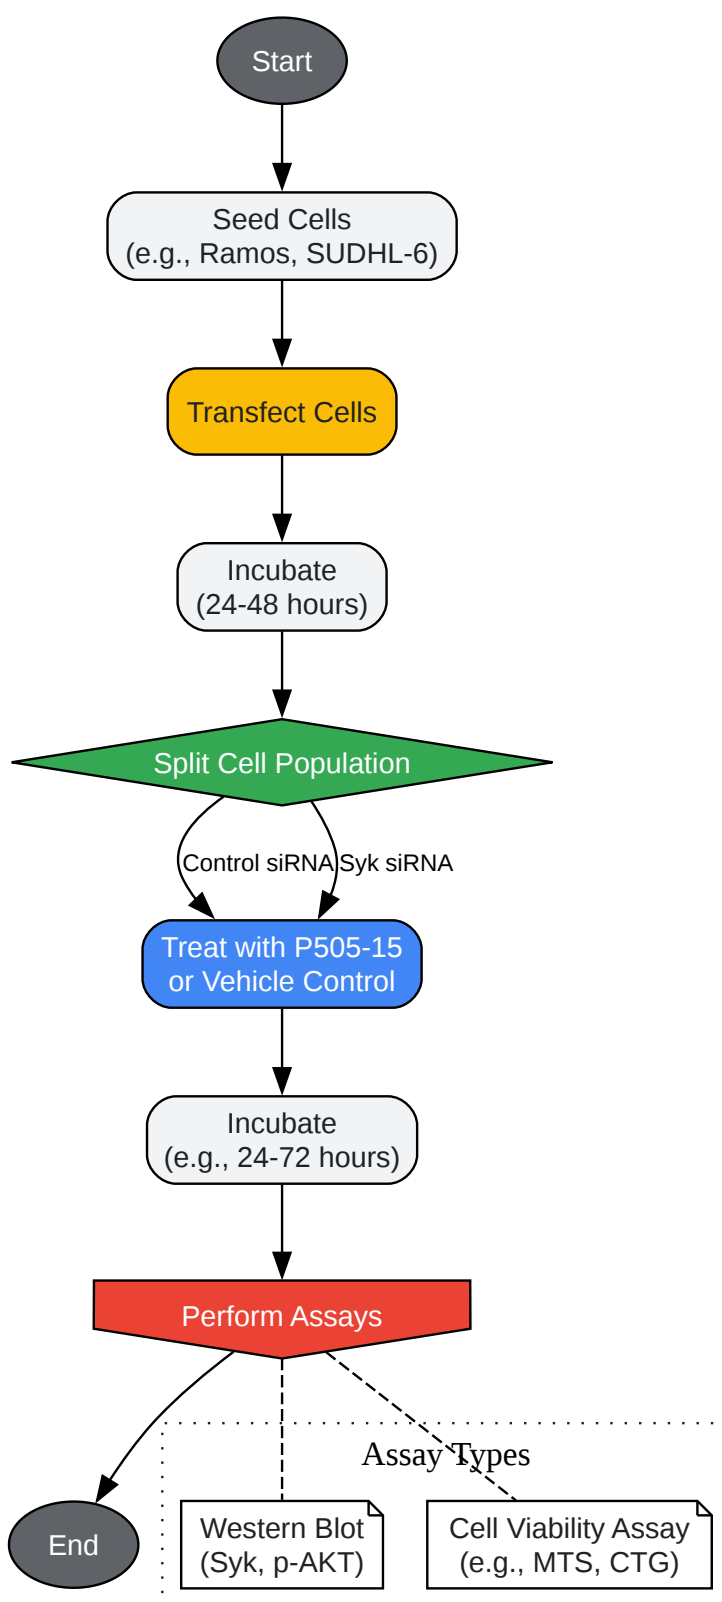 Start
Seed Cells
(e.g., Ramos, SUDHL-6)
Transfect Cells
Incubate
(24-48 hours)
Split Cell Population
Control siRNA
Syk siRNA
Treat with P505-15
or Vehicle Control
Incubate
(e.g., 24-72 hours)
Perform Assays
Assay Types
End
Western Blot
(Syk, p-AKT)
Cell Viability Assay
(e.g., MTS, CTG)